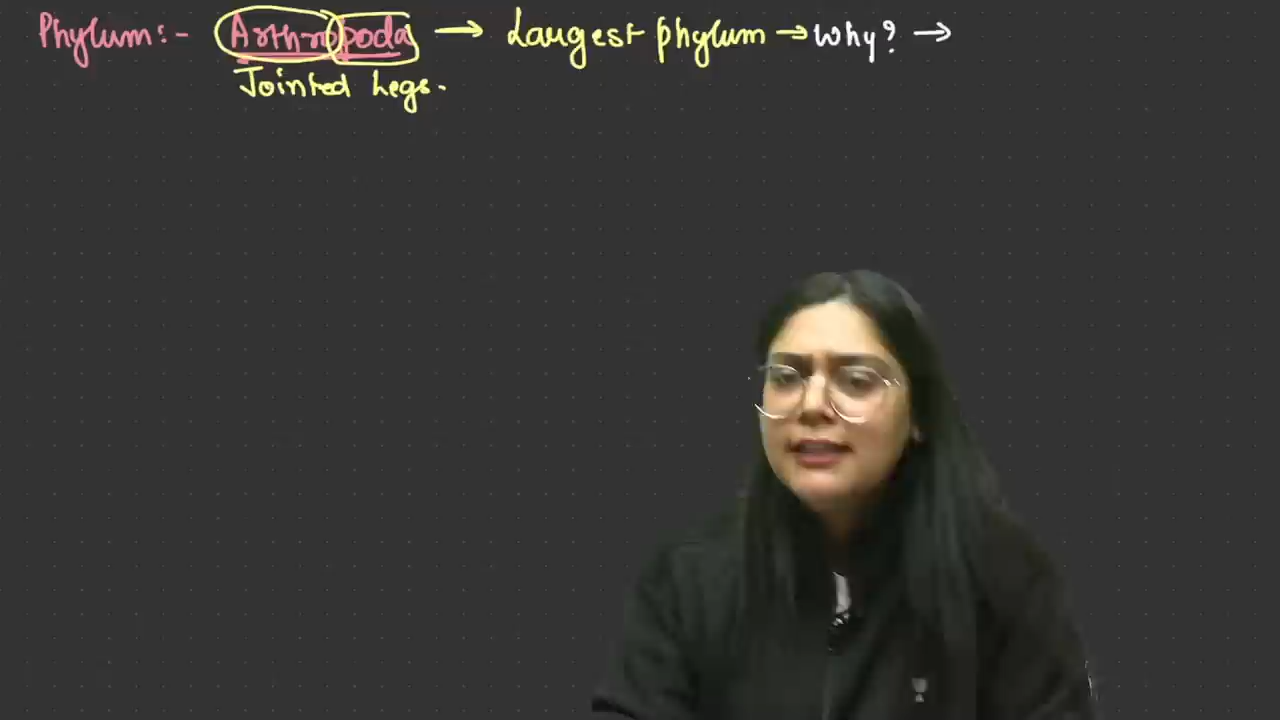 Phylum:- Arthropoda → Largest phylum → Why? →
Jointed Legs.